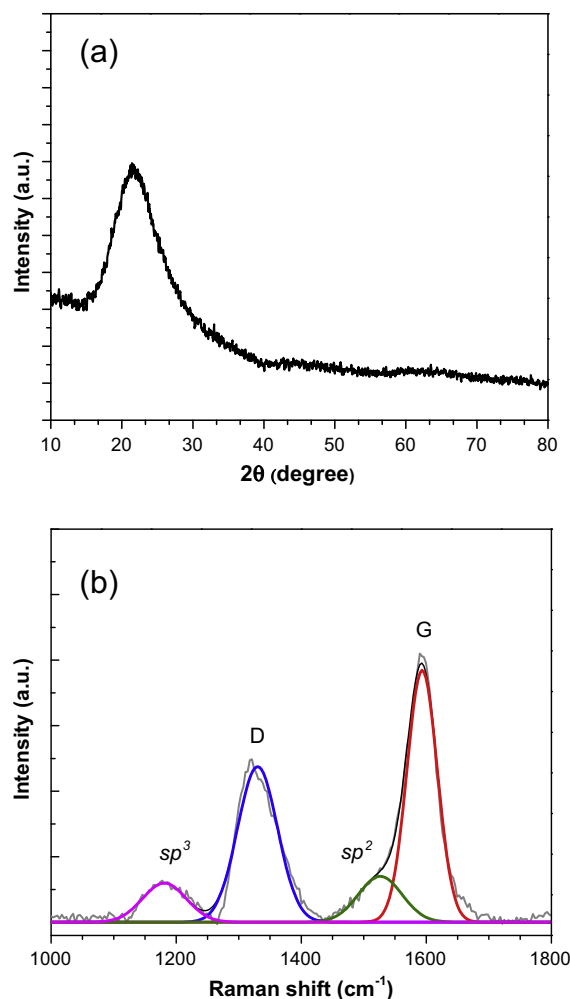 (a)
Intensity (a.u.)
10 20 30 40 50 60 70 80
2θ (degree)
(b)
G
D
sp³
sp²
Intensity (a.u.)
1000 1200 1400 1600 1800
Raman shift (cm⁻¹)